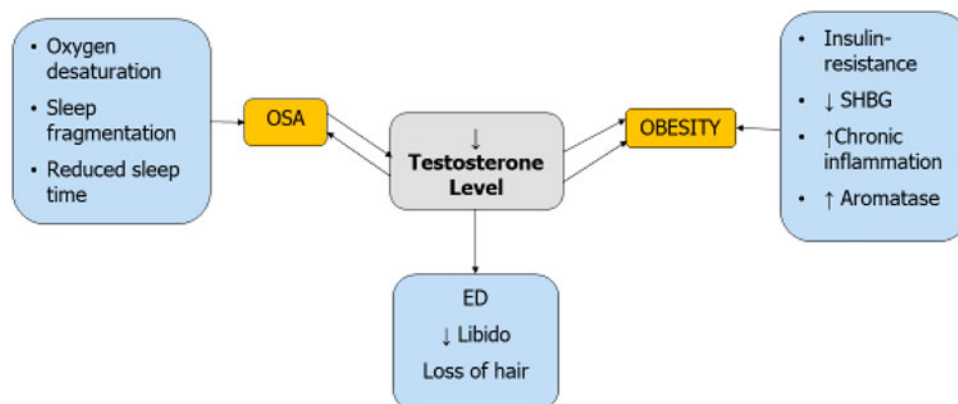 • Oxygen
desaturation
• Sleep
fragmentation
• Reduced sleep
time
OSA
↓
Testosterone
Level
OBESITY
• Insulin-
resistance
• ↓ SHBG
• ↑Chronic
inflammation
• ↑ Aromatase
ED
↓ Libido
Loss of hair